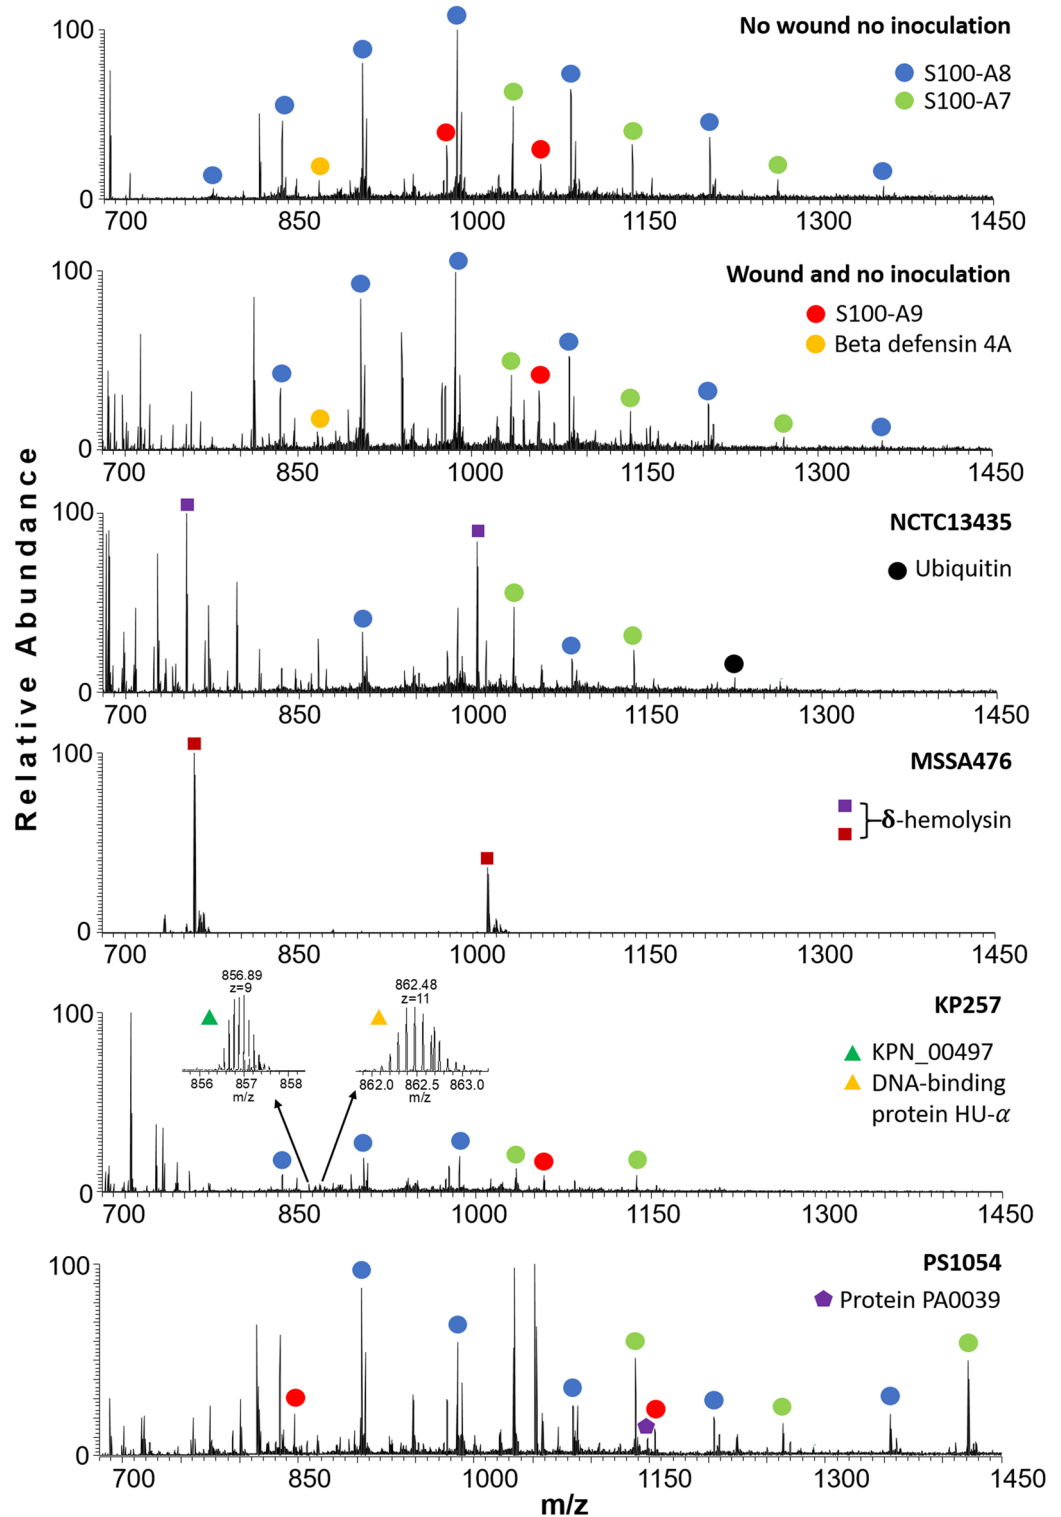 No wound no inoculation
S100-A8
S100-A7
100
0
700 850 1000 1150 1300 1450
Wound and no inoculation
S100-A9
Beta defensin 4A
100
0
700 850 1000 1150 1300 1450
NCTC13435
Ubiquitin
100
0
700 850 1000 1150 1300 1450
MSSA476
δ-hemolysin
100
0
700 850 1000 1150 1300 1450
KP257
KPN_00497
DNA-binding
protein HU-α
856.89
z=9
856 857 858
m/z
862.48
z=11
862.0 862.5 863.0
m/z
100
0
700 850 1000 1150 1300 1450
PS1054
Protein PA0039
100
0
700 850 1000 1150 1300 1450
m/z
Relative Abundance